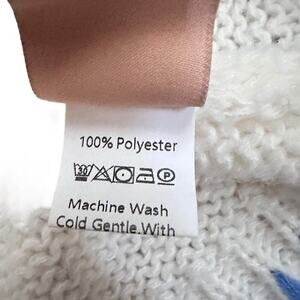 100% Polyester
Machine Wash
Cold Gentle.With